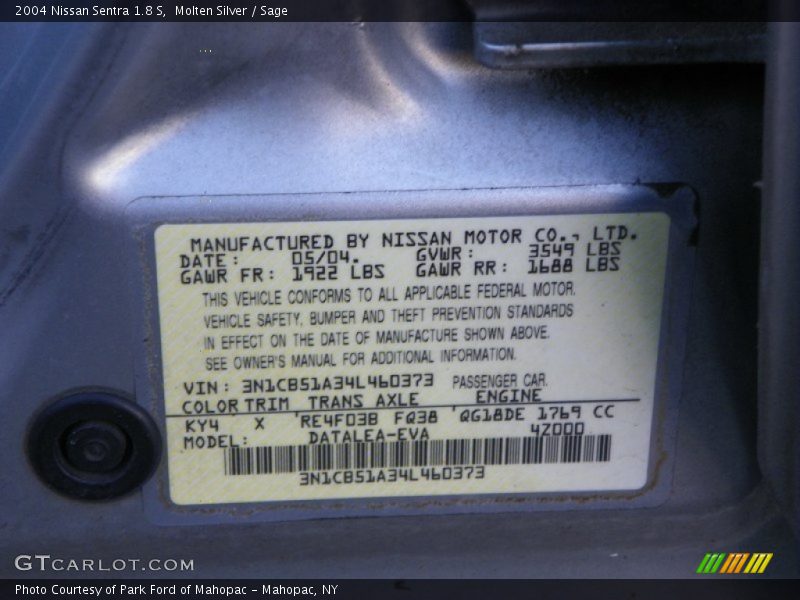 2004 Nissan Sentra 1.8 S, Molten Silver / Sage
MANUFACTURED BY NISSAN MOTOR CO., LTD.
DATE: 05/04. GVWR: 3549 LBS
GAWR FR: 1922 LBS GAWR RR: 1688 LBS
THIS VEHICLE CONFORMS TO ALL APPLICABLE FEDERAL MOTOR.
VEHICLE SAFETY, BUMPER AND THEFT PREVENTION STANDARDS
IN EFFECT ON THE DATE OF MANUFACTURE SHOWN ABOVE.
SEE OWNER'S MANUAL FOR ADDITIONAL INFORMATION.
VIN: 3N1CB51A34L460373 PASSENGER CAR.
COLOR TRIM TRANS AXLE ENGINE
KY4 X 'RE4F03B FQ38 'QG18DE 1769 CC
MODEL: DATALEA-EVA 4Z000
3N1CB51A34L460373
GTCARLOT.COM
Photo Courtesy of Park Ford of Mahopac - Mahopac, NY